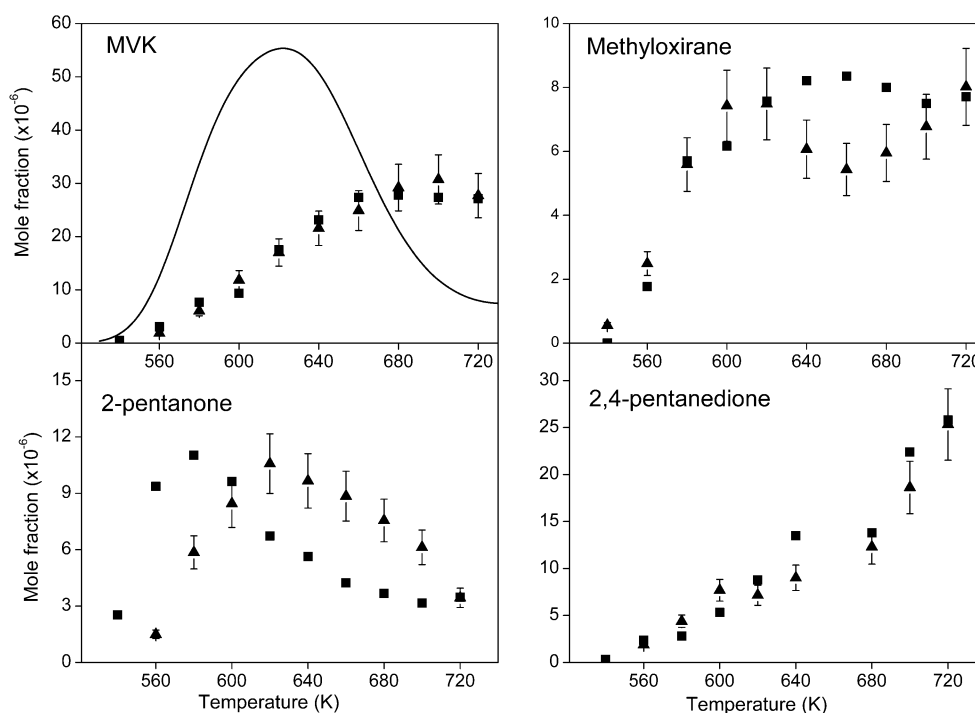 MVK
Mole fraction (x10⁻⁶)
60
50
40
30
20
10
0
560 600 640 680 720
Methyloxirane
10
8
6
4
2
0
560 600 640 680 720
2-pentanone
Mole fraction (x10⁻⁶)
15
12
9
6
3
0
560 600 640 680 720
Temperature (K)
2,4-pentanedione
30
25
20
15
10
5
0
560 600 640 680 720
Temperature (K)